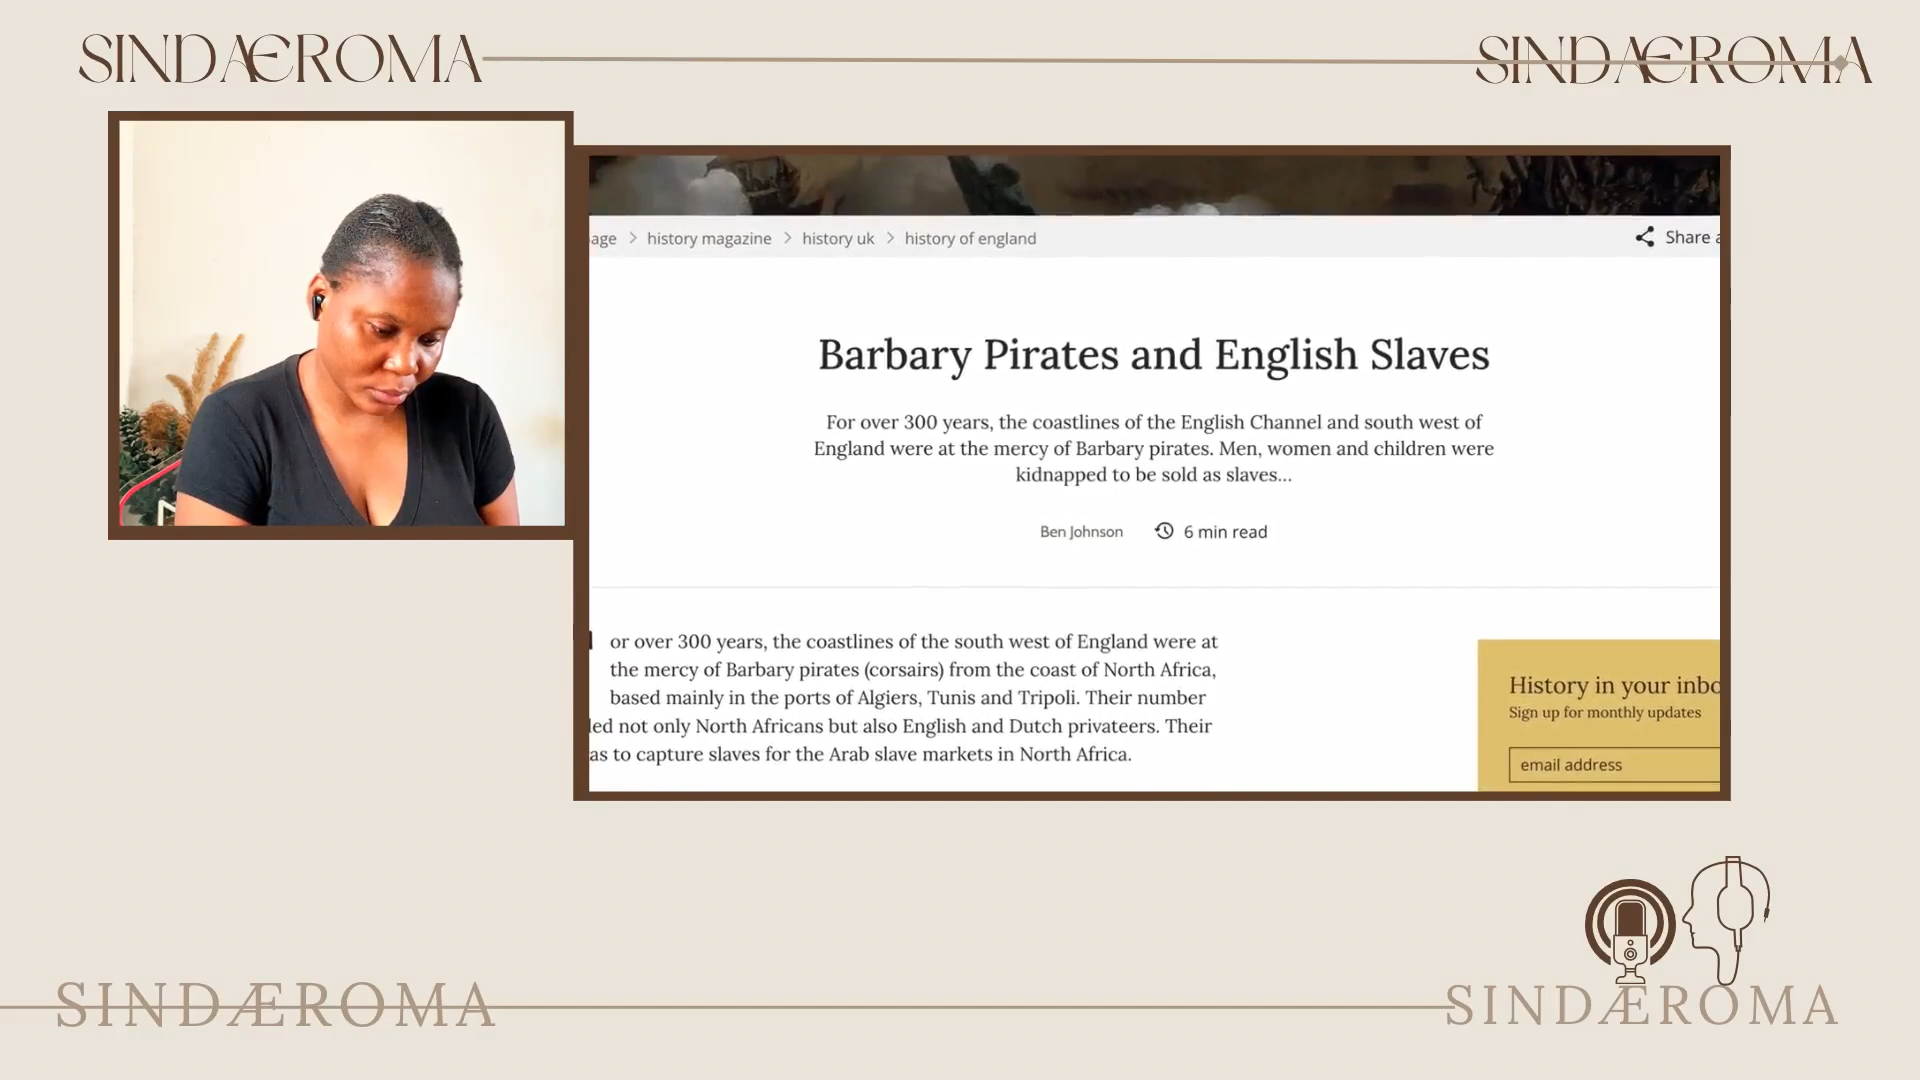 SINDÆROMA
SINDÆROMA
age > history magazine > history uk > history of england
Share
Barbary Pirates and English Slaves
For over 300 years, the coastlines of the English Channel and south west of
England were at the mercy of Barbary pirates. Men, women and children were
kidnapped to be sold as slaves...
Ben Johnson
6 min read
or over 300 years, the coastlines of the south west of England were at
the mercy of Barbary pirates (corsairs) from the coast of North Africa,
based mainly in the ports of Algiers, Tunis and Tripoli. Their number
led not only North Africans but also English and Dutch privateers. Their
as to capture slaves for the Arab slave markets in North Africa.
History in your inbo
Sign up for monthly updates
email address
SINDÆROMA
SINDÆROMA